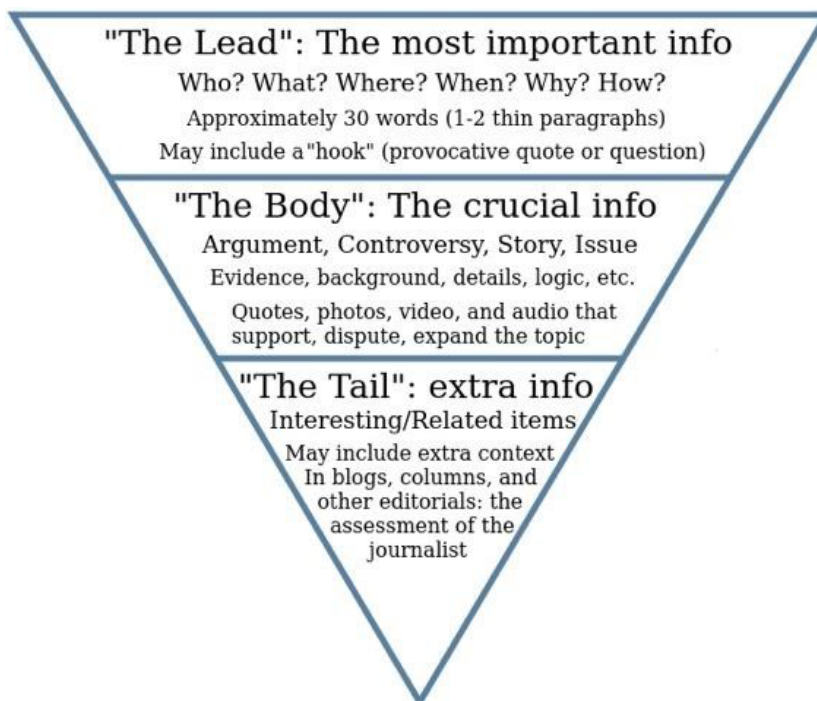 "The Lead": The most important info
Who? What? Where? When? Why? How?
Approximately 30 words (1-2 thin paragraphs)
May include a "hook" (provocative quote or question)
"The Body": The crucial info
Argument, Controversy, Story, Issue
Evidence, background, details, logic, etc.
Quotes, photos, video, and audio that
support, dispute, expand the topic
"The Tail": extra info
Interesting/Related items
May include extra context
In blogs, columns, and
other editorials: the
assessment of the
journalist